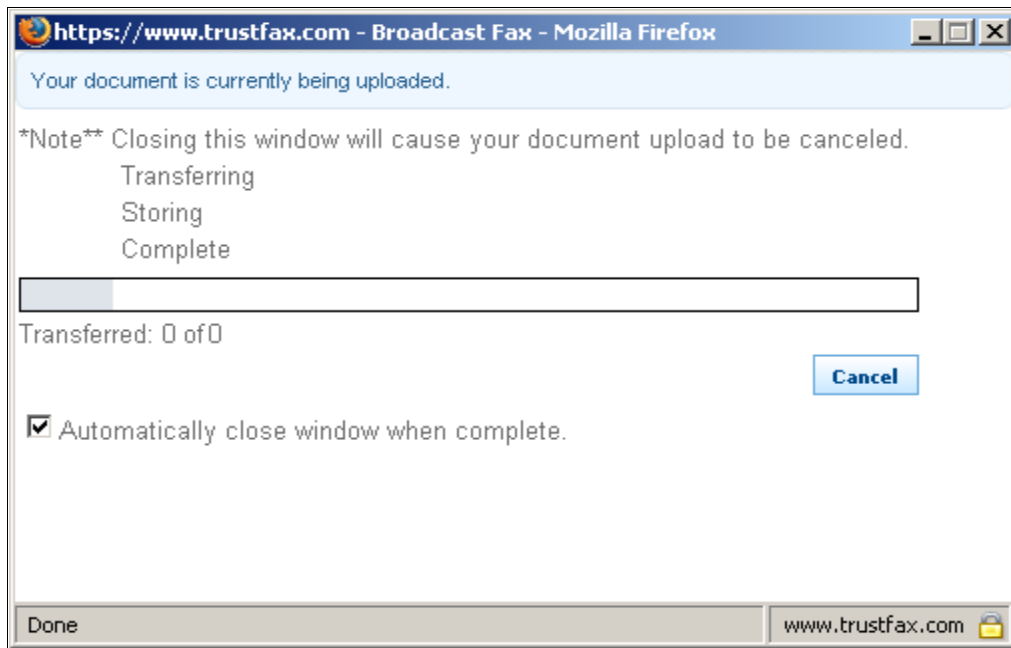 https://www.trustfax.com - Broadcast Fax - Mozilla Firefox
Your document is currently being uploaded.
*Note** Closing this window will cause your document upload to be canceled.
Transferring
Storing
Complete
Transferred: 0 of 0
Cancel
Automatically close window when complete.
Done
www.trustfax.com